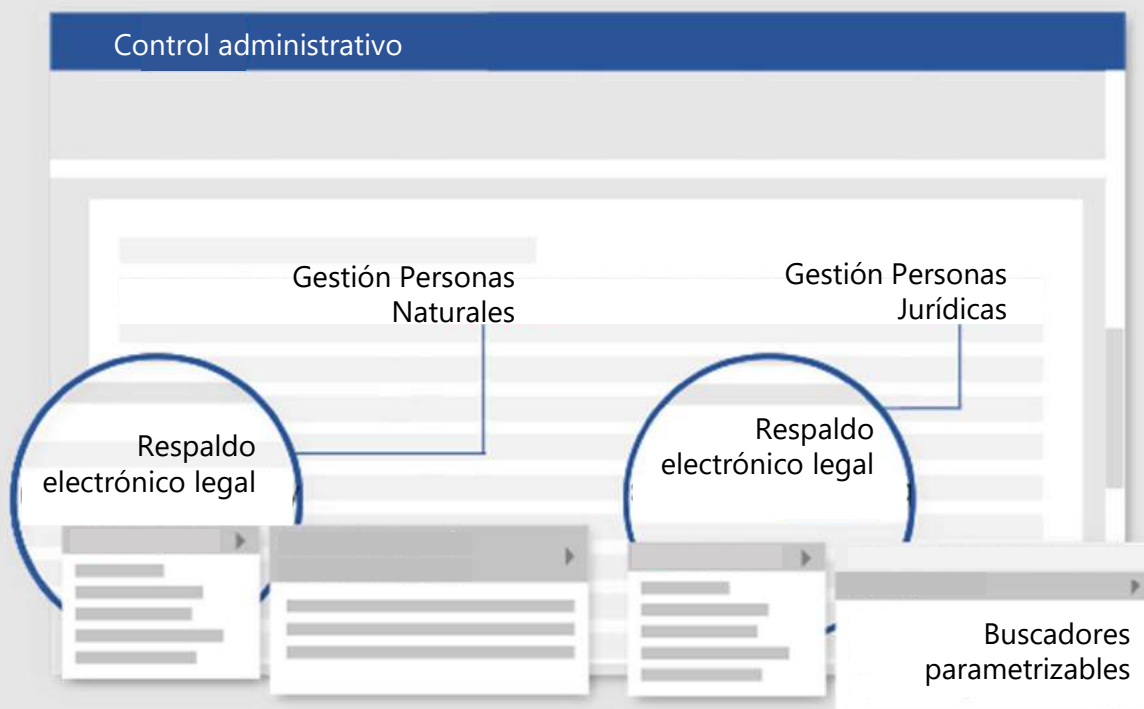 Control administrativo
Gestión Personas
Naturales
Gestión Personas
Jurídicas
Respaldo
electrónico legal
Respaldo
electrónico legal
Buscadores
parametrizables